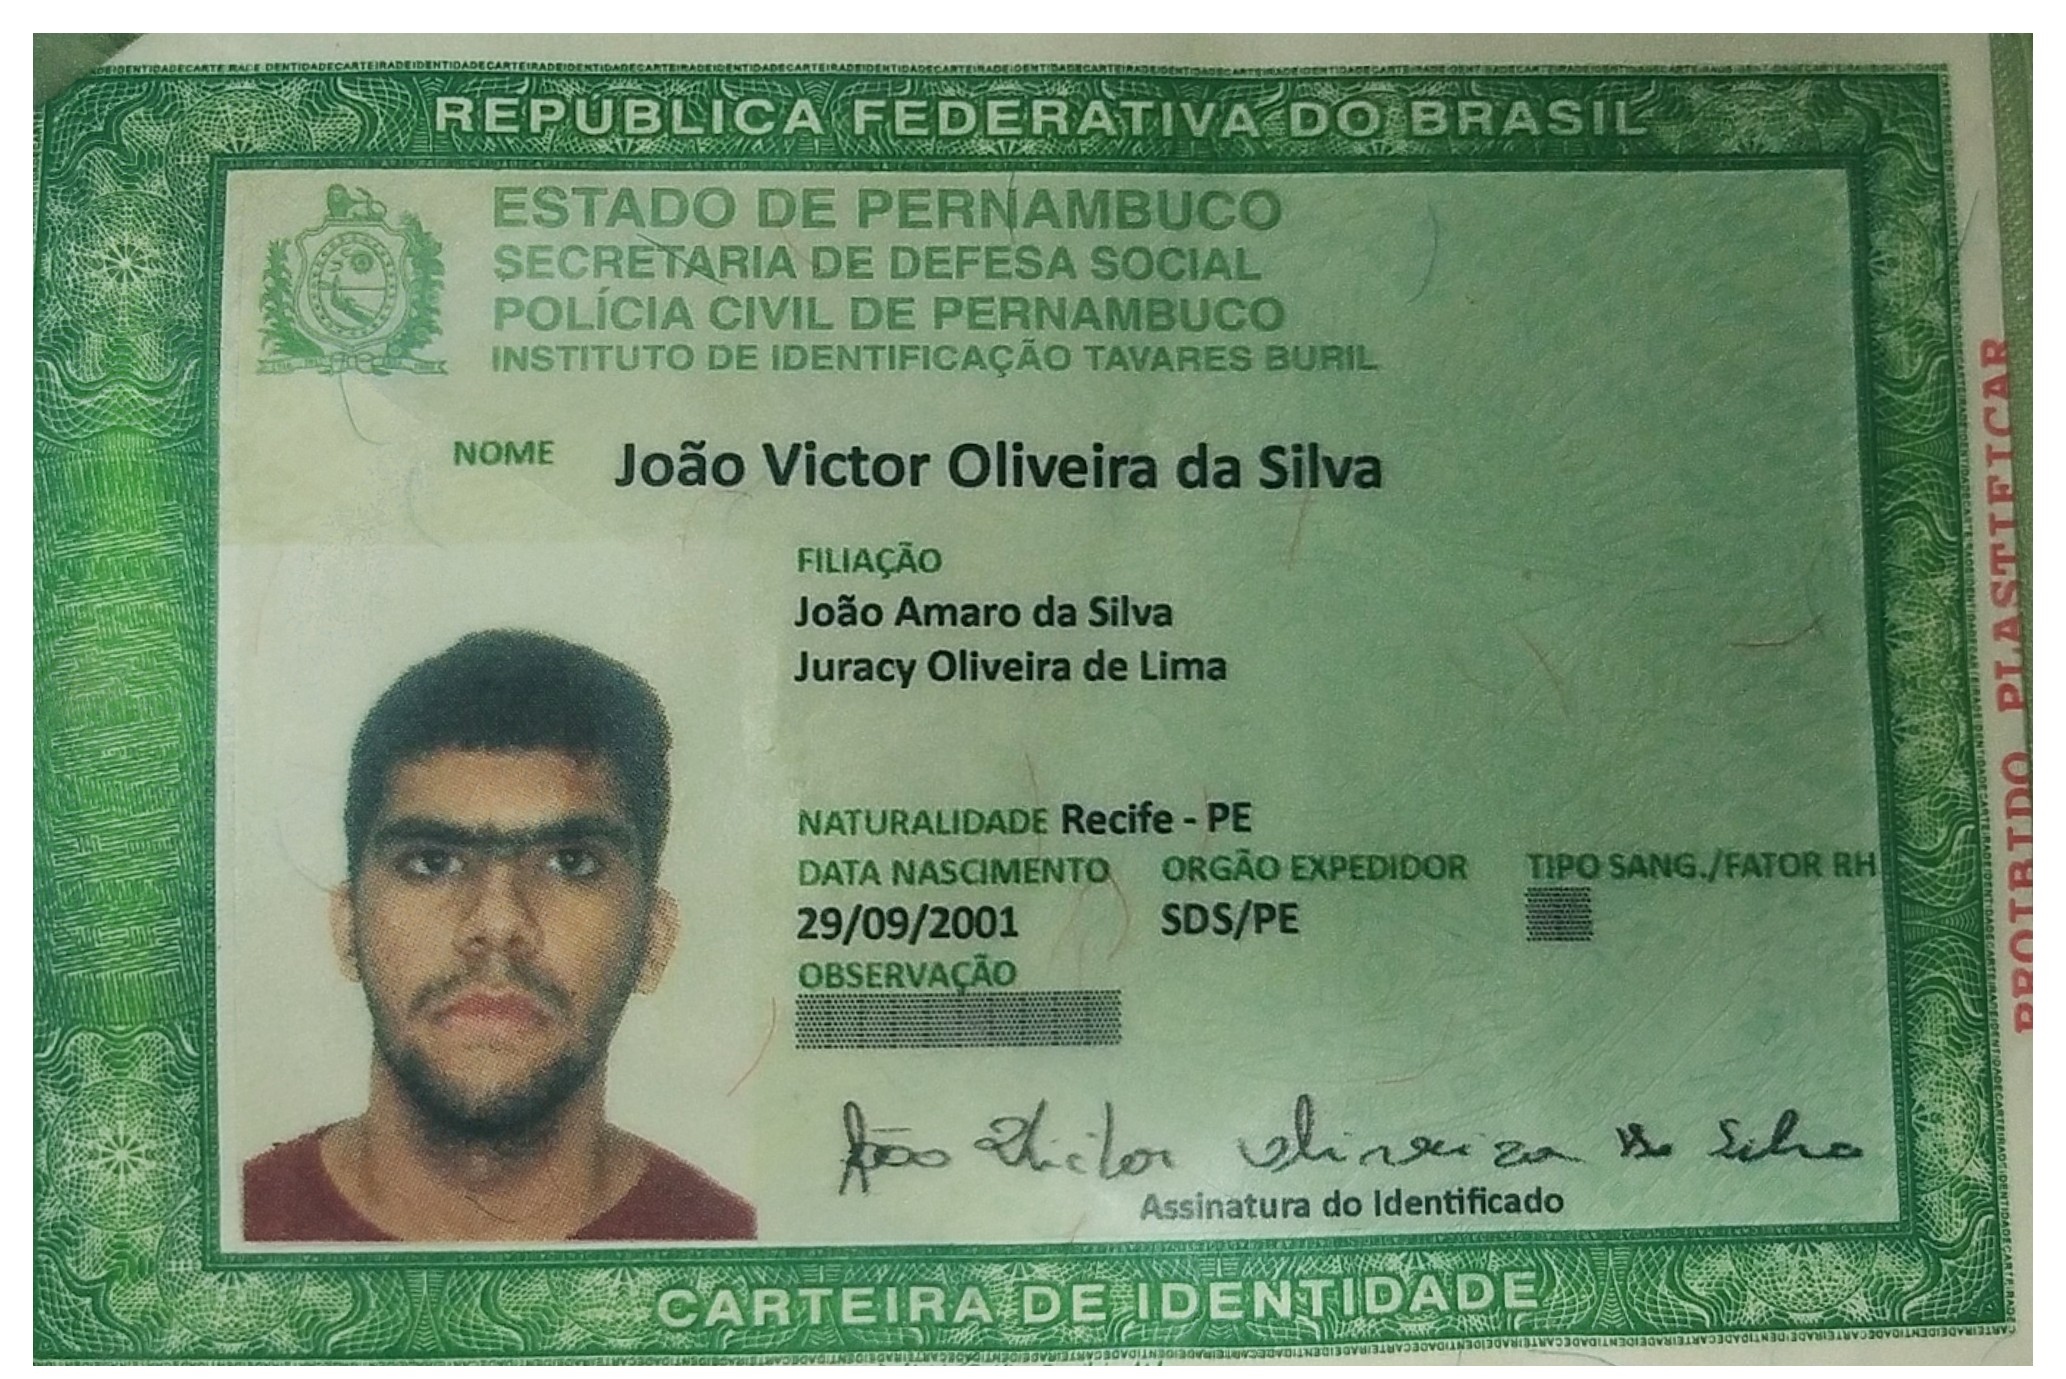 REPÚBLICA FEDERATIVA DO BRASIL
ESTADO DE PERNAMBUCO
SECRETARIA DE DEFESA SOCIAL
POLÍCIA CIVIL DE PERNAMBUCO
INSTITUTO DE IDENTIFICAÇÃO TAVARES BURIL
NOME João Victor Oliveira da Silva
FILIAÇÃO
João Amaro da Silva
Juracy Oliveira de Lima
NATURALIDADE Recife - PE
DATA NASCIMENTO ORGÃO EXPEDIDOR TIPO SANG./FATOR RH
29/09/2001 SDS/PE
OBSERVAÇÃO
João Victor Oliveira da Silva
Assinatura do Identificado
CARTEIRA DE IDENTIDADE
PROIBIDO PLASTIFICAR